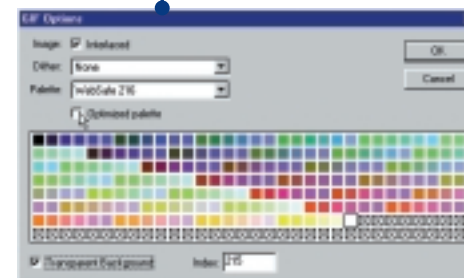 GIF Options
Image: Interlaced
OK
Dither: None
Cancel
Palette: WebSafe 216
Optimized palette
Transparent Background Index: 215